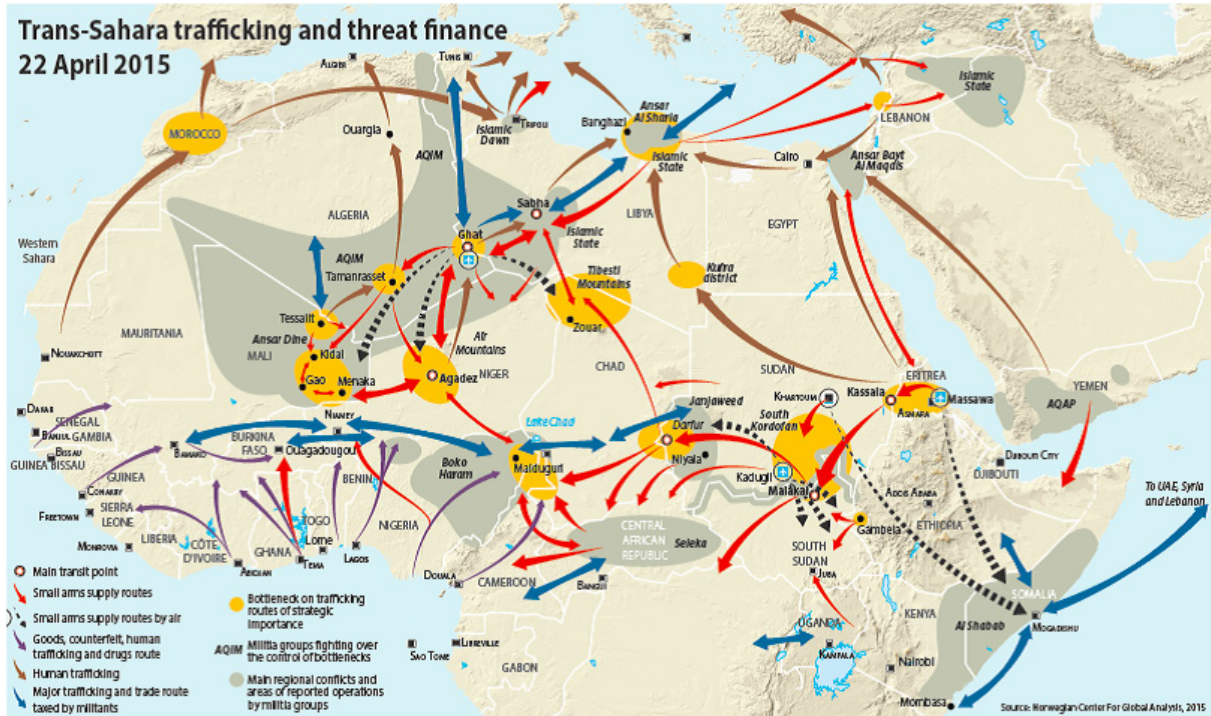 Trans-Sahara trafficking and threat finance
22 April 2015
ALGER
TUNIS
Islamic
State
MOROCCO
Ouargla
Islamic
Dawn
TRIPOLI
Banghazi
Ansar
Al Sharia
Islamic
State
LEBANON
Cairo
Ansar Bayt
Al Maqdis
AQIM
ALGERIA
Sabha
LIBYA
EGYPT
Western
Sahara
Ghat
Islamic
State
AQIM
Tamanrasset
Tibesti
Mountains
Kufra
district
MAURITANIA
Tessalit
Ansar Dine
Zouar
NOUAKCHOTT
MALI
Kidal
Aïr
Mountains
Gao
Menaka
Agadez
NIGER
CHAD
SUDAN
ERITREA
YEMEN
KHARTOUM
Kassala
ASMARA
Massawa
AQAP
DAKAR
SENEGAL
BANJUL
GAMBIA
BISSAU
GUINEA BISSAU
NIAMEY
Lake Chad
Janjaweed
South
Kordofan
Darfur
BAMAKO
BURKINA
FASO
Ouagadougou
Boko
Haram
Maiduguri
Niyala
Kadugli
Malakal
DJIBOUTI CITY
DJIBOUTI
To UAE, Syria
and Lebanon
GUINEA
CONAKRY
BENIN
ADDIS ABABA
FREETOWN
SIERRA
LEONE
NIGERIA
CENTRAL
AFRICAN
REPUBLIC
Seleka
Gambela
ETHIOPIA
MONROVIA
LIBERIA
CÔTE
D'IVOIRE
GHANA
TOGO
Lome
LAGOS
ABIDJAN
TEMA
DOUALA
CAMEROON
BANGUI
SOUTH
SUDAN
JUBA
SOMALIA
KENYA
Al Shabab
MOGADISHU
UGANDA
KAMPALA
Nairobi
SAO TOME
LIBREVILLE
GABON
Mombasa
Main transit point
Small arms supply routes
Small arms supply routes by air
Goods, counterfeit, human
trafficking and drugs route
Human trafficking
Major trafficking and trade route
taxed by militants
Bottleneck on trafficking
routes of strategic
importance
AQIM
Militia groups fighting over
the control of bottlenecks
Main regional conflicts and
areas of reported operations
by militia groups
Source: Norwegian Center For Global Analysis, 2015